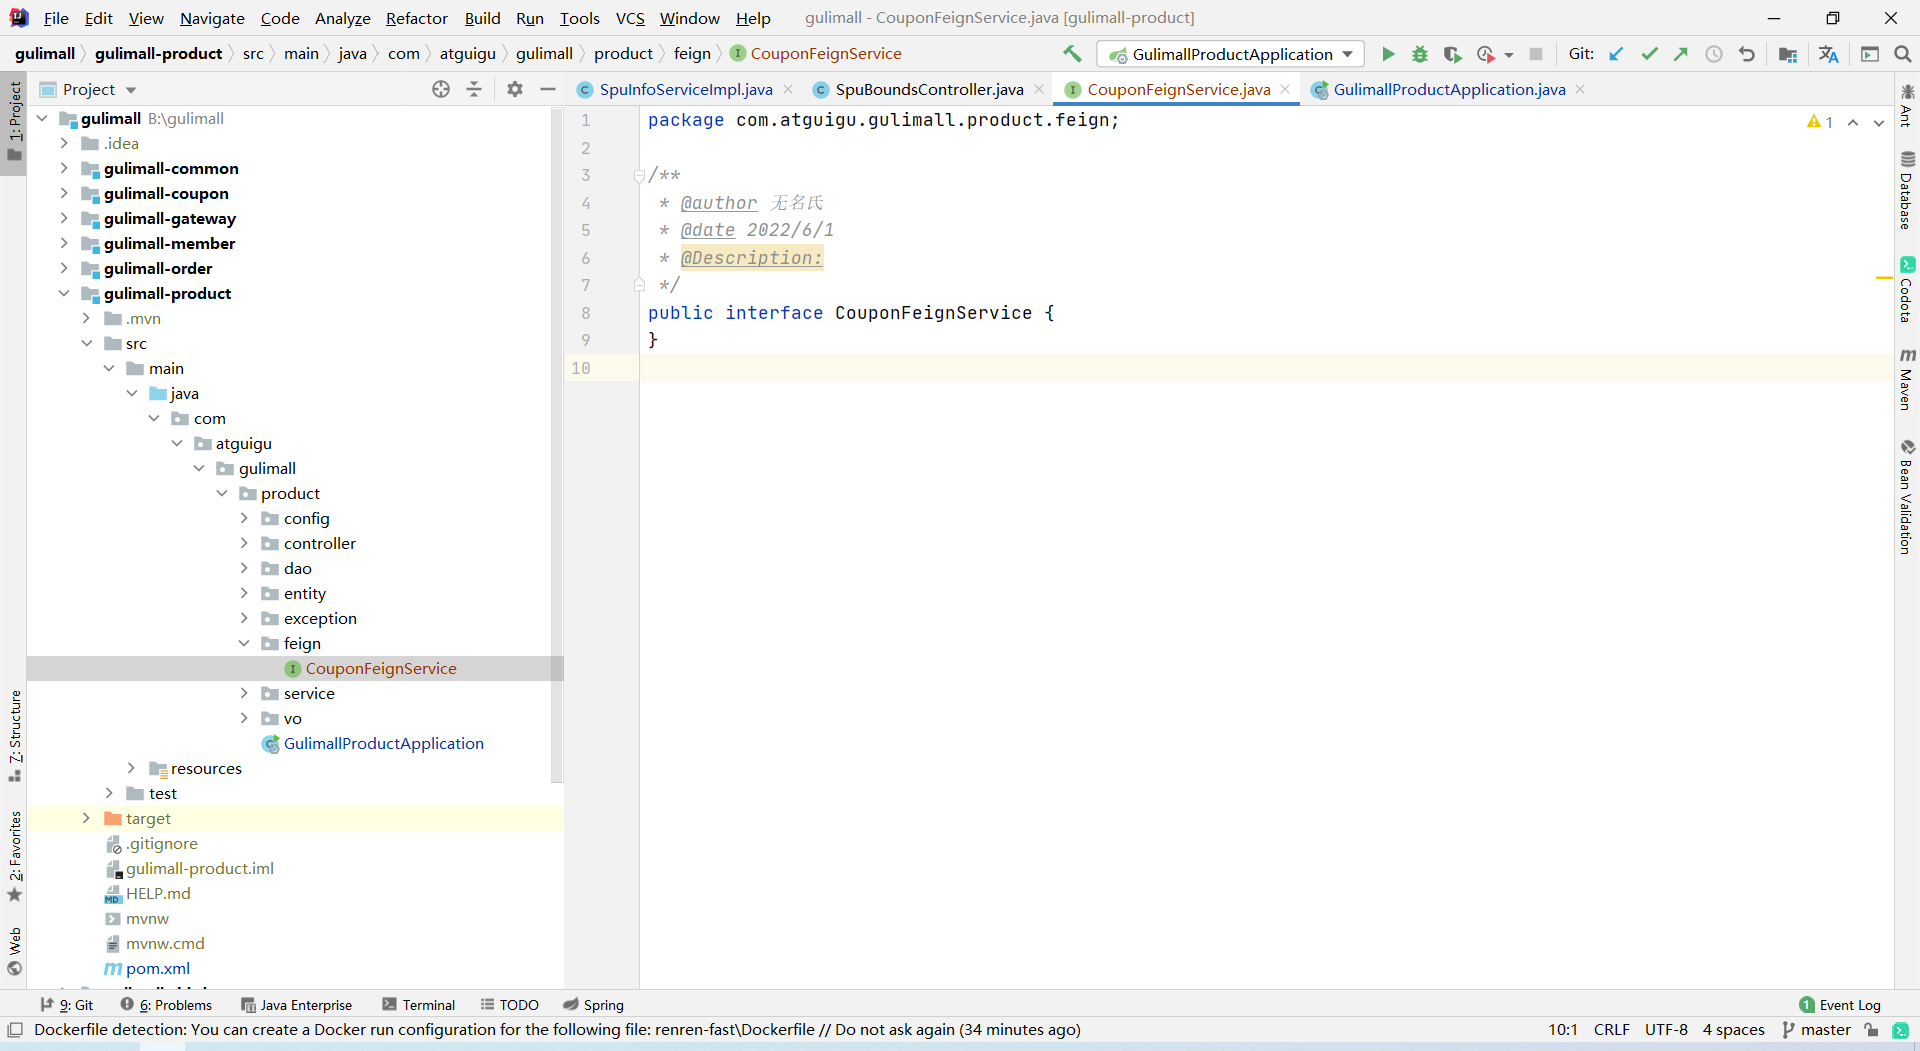 File Edit View Navigate Code Analyze Refactor Build Run Tools VCS Window Help gulimall - CouponFeignService.java [gulimall-product]
gulimall gulimall-product src main java com atguigu gulimall product feign CouponFeignService GulimallProductApplication Git:
Project
SpuInfoServiceImpl.java SpuBoundsController.java CouponFeignService.java GulimallProductApplication.java
1: Project
7: Structure
2: Favorites
Web
gulimall B:\gulimall
.idea
gulimall-common
gulimall-coupon
gulimall-gateway
gulimall-member
gulimall-order
gulimall-product
.mvn
src
main
java
com
atguigu
gulimall
product
config
controller
dao
entity
exception
feign
CouponFeignService
service
vo
GulimallProductApplication
resources
test
target
.gitignore
gulimall-product.iml
HELP.md
mvnw
mvnw.cmd
pom.xml
1 package com.atguigu.gulimall.product.feign;
2
3 /**
4 * @author 无名氏
5 * @date 2022/6/1
6 * @Description:
7 */
8 public interface CouponFeignService {
9 }
10
1
Ant
Database
Codota
Maven
Bean Validation
9: Git 6: Problems Java Enterprise Terminal TODO Spring 1 Event Log
Dockerfile detection: You can create a Docker run configuration for the following file: renren-fast\Dockerfile // Do not ask again (34 minutes ago) 10:1 CRLF UTF-8 4 spaces master